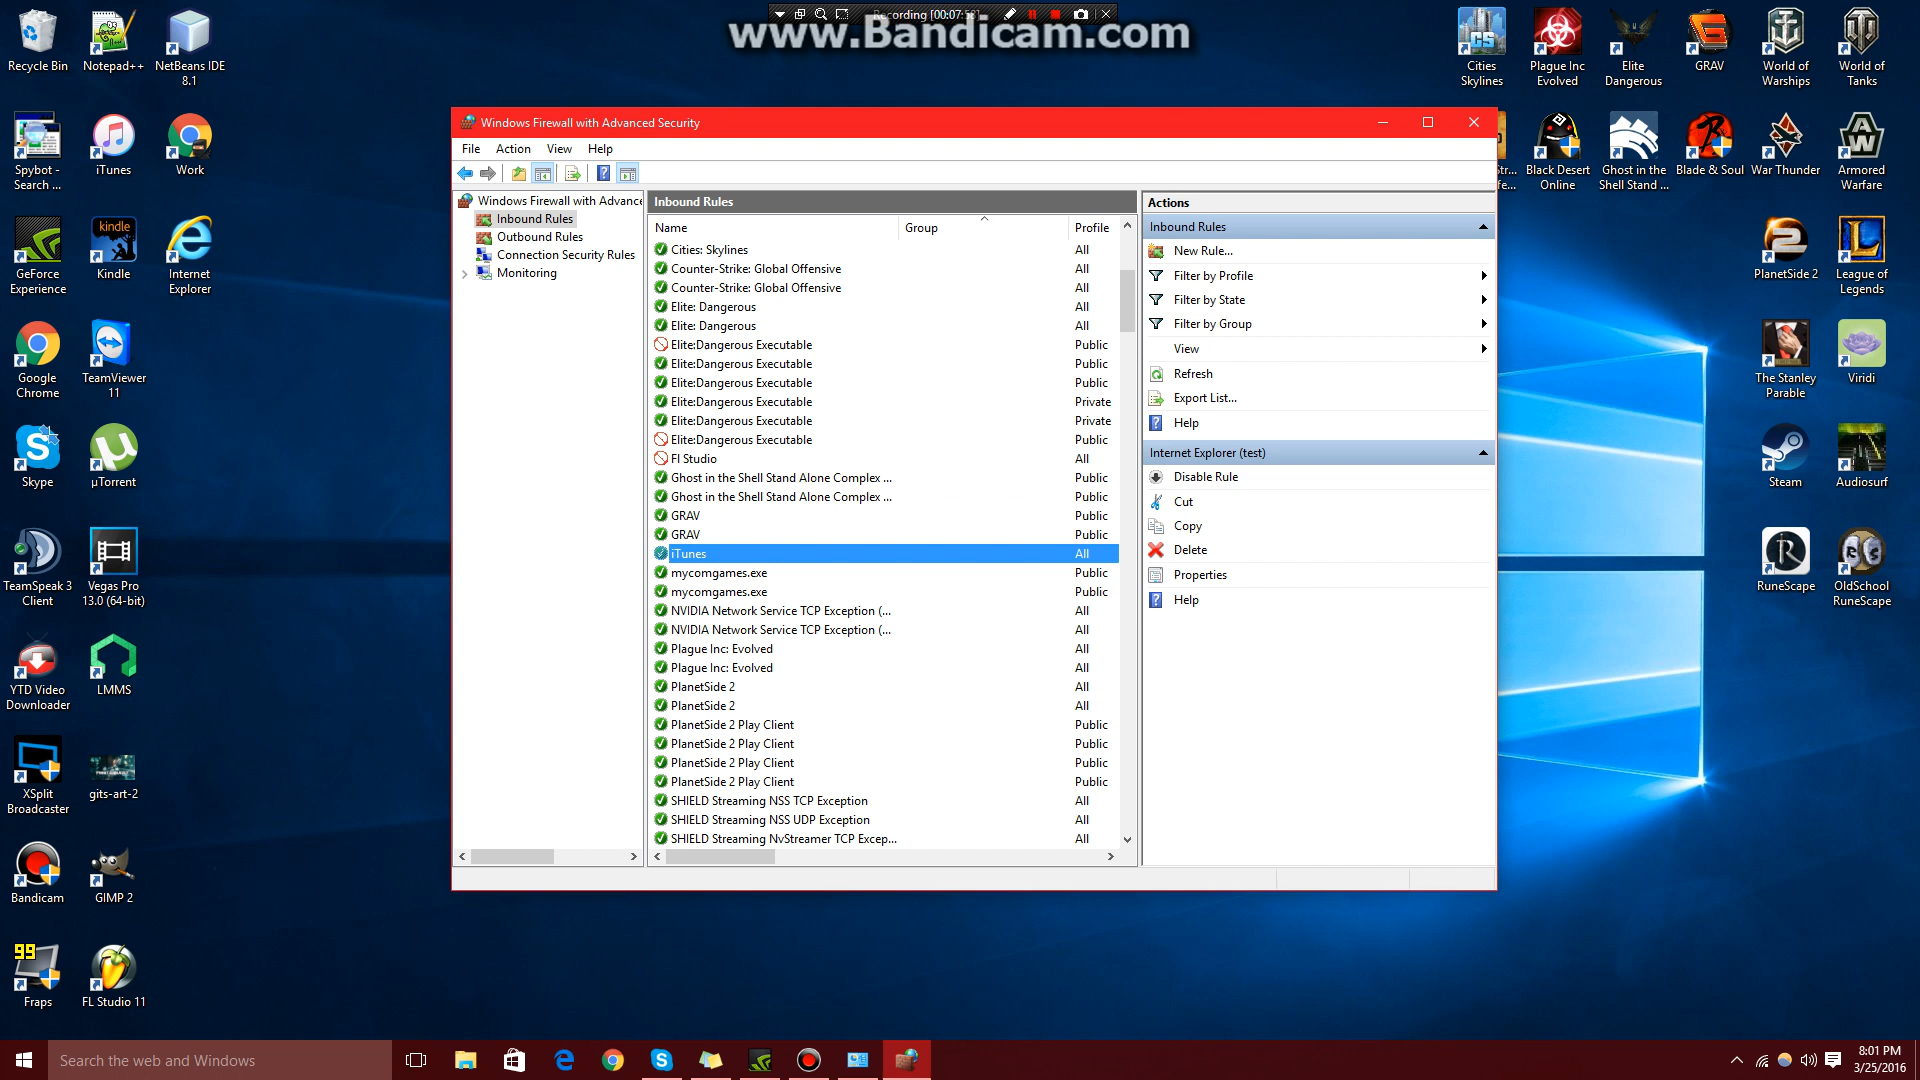 Recording [00:07:58]
www.Bandicam.com
Recycle Bin
Notepad++
NetBeans IDE
8.1
Spybot -
Search ...
iTunes
Work
GeForce
Experience
kindle
Kindle
Internet
Explorer
Google
Chrome
TeamViewer
11
Skype
µTorrent
TeamSpeak 3
Client
Vegas Pro
13.0 (64-bit)
YTD Video
Downloader
LMMS
XSplit
Broadcaster
gits-art-2
Bandicam
GIMP 2
99
Fraps
FL Studio 11
Windows Firewall with Advanced Security
File
Action
View
Help
Windows Firewall with Advance
Inbound Rules
Outbound Rules
Connection Security Rules
Monitoring
Inbound Rules
Name Group Profile
Cities: Skylines All
Counter-Strike: Global Offensive All
Counter-Strike: Global Offensive All
Elite: Dangerous All
Elite: Dangerous All
Elite:Dangerous Executable Public
Elite:Dangerous Executable Public
Elite:Dangerous Executable Public
Elite:Dangerous Executable Private
Elite:Dangerous Executable Private
Elite:Dangerous Executable Public
Fl Studio All
Ghost in the Shell Stand Alone Complex ... Public
Ghost in the Shell Stand Alone Complex ... Public
GRAV Public
GRAV Public
iTunes All
mycomgames.exe Public
mycomgames.exe Public
NVIDIA Network Service TCP Exception (... All
NVIDIA Network Service TCP Exception (... All
Plague Inc: Evolved All
Plague Inc: Evolved All
PlanetSide 2 All
PlanetSide 2 All
PlanetSide 2 Play Client Public
PlanetSide 2 Play Client Public
PlanetSide 2 Play Client Public
PlanetSide 2 Play Client Public
SHIELD Streaming NSS TCP Exception All
SHIELD Streaming NSS UDP Exception All
SHIELD Streaming NvStreamer TCP Excep... All
Actions
Inbound Rules
New Rule...
Filter by Profile
Filter by State
Filter by Group
View
Refresh
Export List...
Help
Internet Explorer (test)
Disable Rule
Cut
Copy
Delete
Properties
Help
Cities
Skylines
Plague Inc
Evolved
Elite
Dangerous
GRAV
World of
Warships
World of
Tanks
Str...
fe...
Black Desert
Online
Ghost in the
Shell Stand ...
Blade & Soul
War Thunder
AW
Armored
Warfare
PlanetSide 2
League of
Legends
The Stanley
Parable
Viridi
Steam
Audiosurf
RuneScape
OldSchool
RuneScape
Search the web and Windows
8:01 PM
3/25/2016